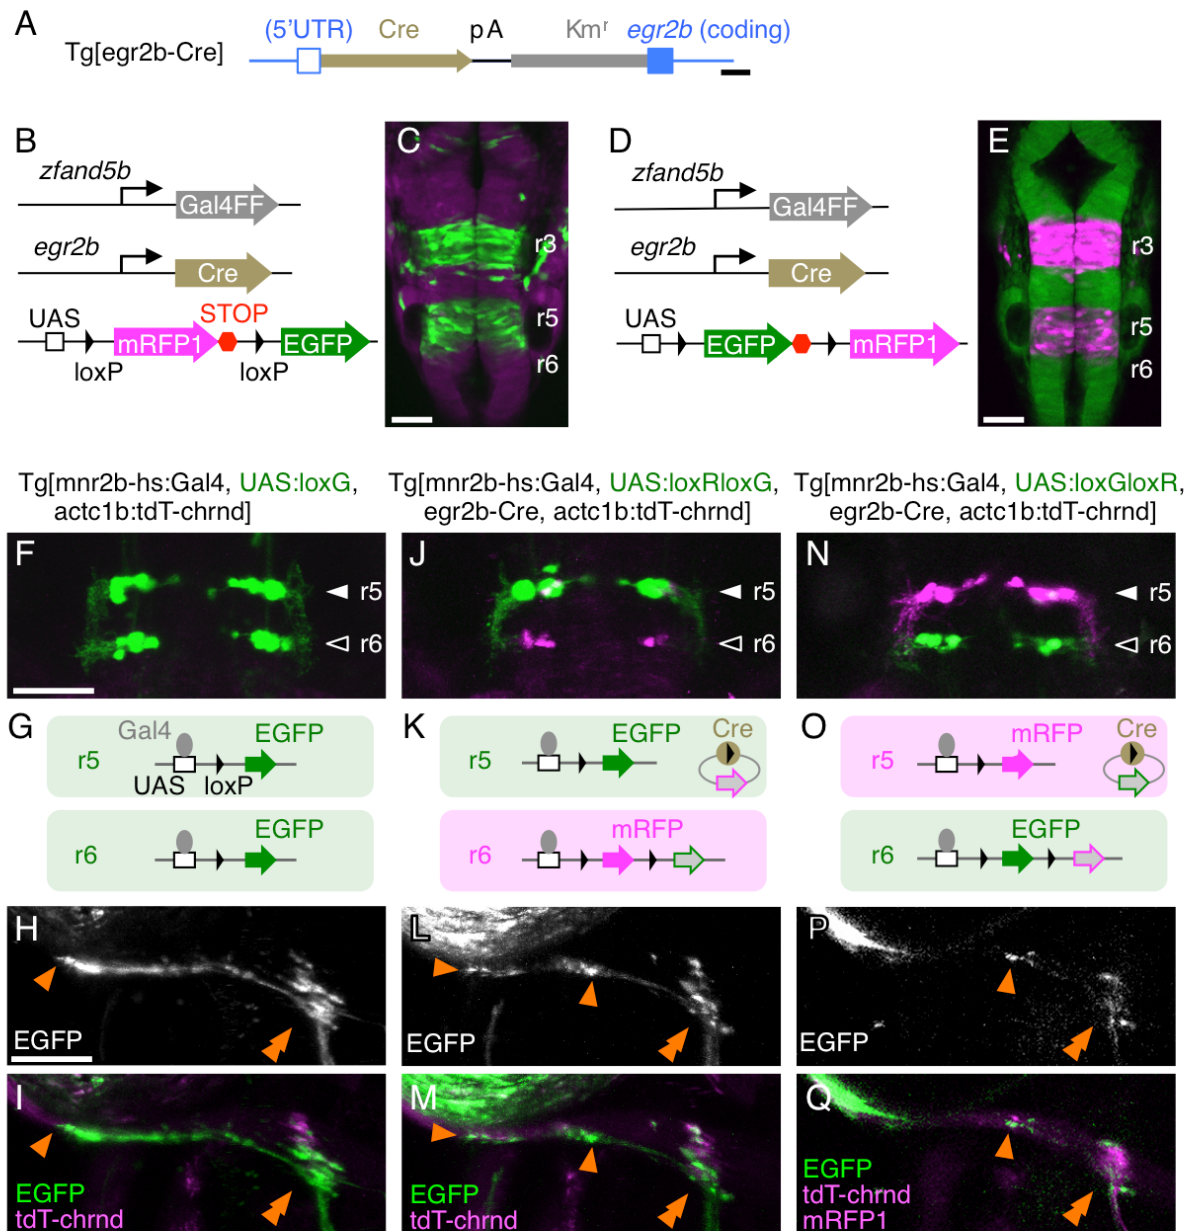 A
Tg[egr2b-Cre]
(5'UTR) Cre pA Kmʳ egr2b (coding)
B
zfand5b
Gal4FF
egr2b
Cre
UAS STOP
mRFP1 EGFP
loxP loxP
C
r3
r5
r6
D
zfand5b
Gal4FF
egr2b
Cre
UAS
EGFP mRFP1
E
r3
r5
r6
Tg[mnr2b-hs:Gal4, UAS:loxG,
actc1b:tdT-chrnd]
Tg[mnr2b-hs:Gal4, UAS:loxRloxG,
egr2b-Cre, actc1b:tdT-chrnd]
Tg[mnr2b-hs:Gal4, UAS:loxGloxR,
egr2b-Cre, actc1b:tdT-chrnd]
F
r5
r6
J
r5
r6
N
r5
r6
G
Gal4 EGFP
r5
UAS loxP
EGFP
r6
K
EGFP Cre
r5
mRFP
r6
O
mRFP Cre
r5
EGFP
r6
H
EGFP
L
EGFP
P
EGFP
I
EGFP
tdT-chrnd
M
EGFP
tdT-chrnd
Q
EGFP
tdT-chrnd
mRFP1